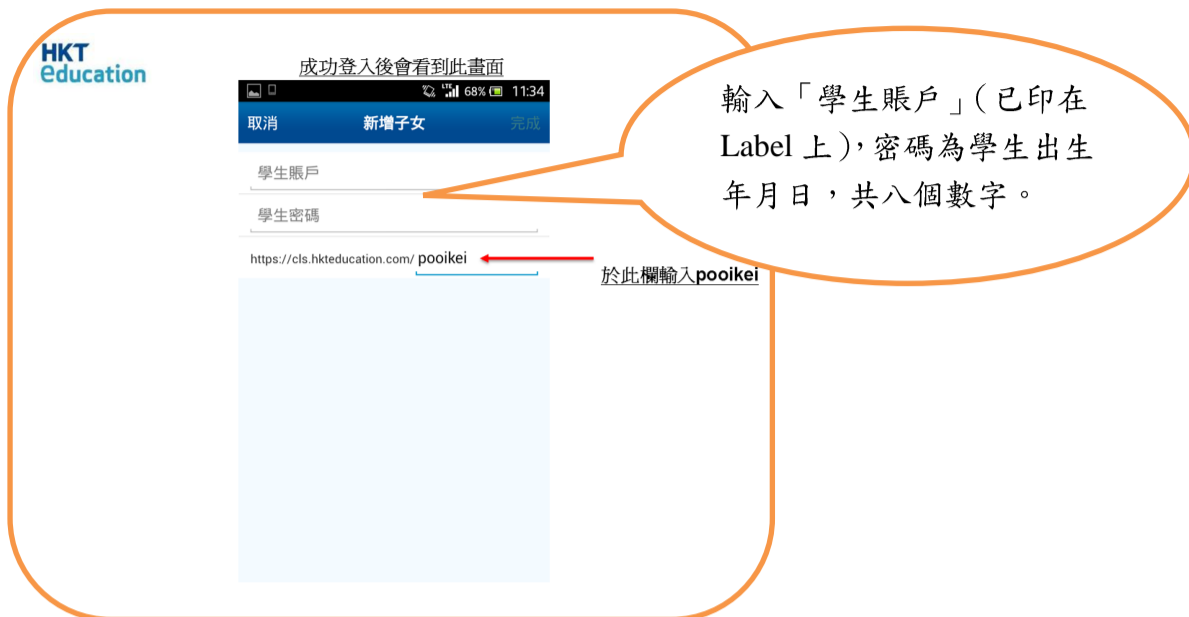 HKT
education
成功登入後會看到此畫面
LTE 68% 11:34
取消 新增子女 完成
學生賬戶
學生密碼
https://cls.hkteducation.com/ pooikei
於此欄輸入pooikei
輸入「學生賬戶」(已印在
Label 上),密碼為學生出生
年月日,共八個數字。